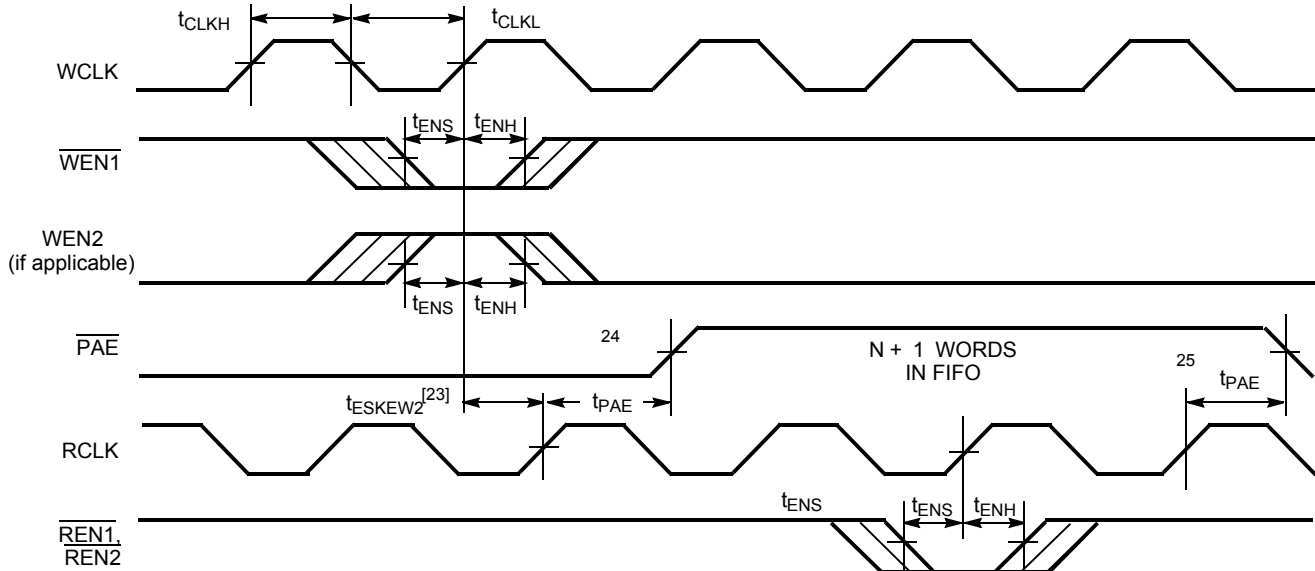 tCLKH
tCLKL
WCLK
tENS
tENH
WEN1
WEN2
(if applicable)
tENS
tENH
PAE
24
N + 1 WORDS
IN FIFO
25
tPAE
tESKEW2[23]
tPAE
RCLK
tENS
tENS
tENH
REN1,
REN2